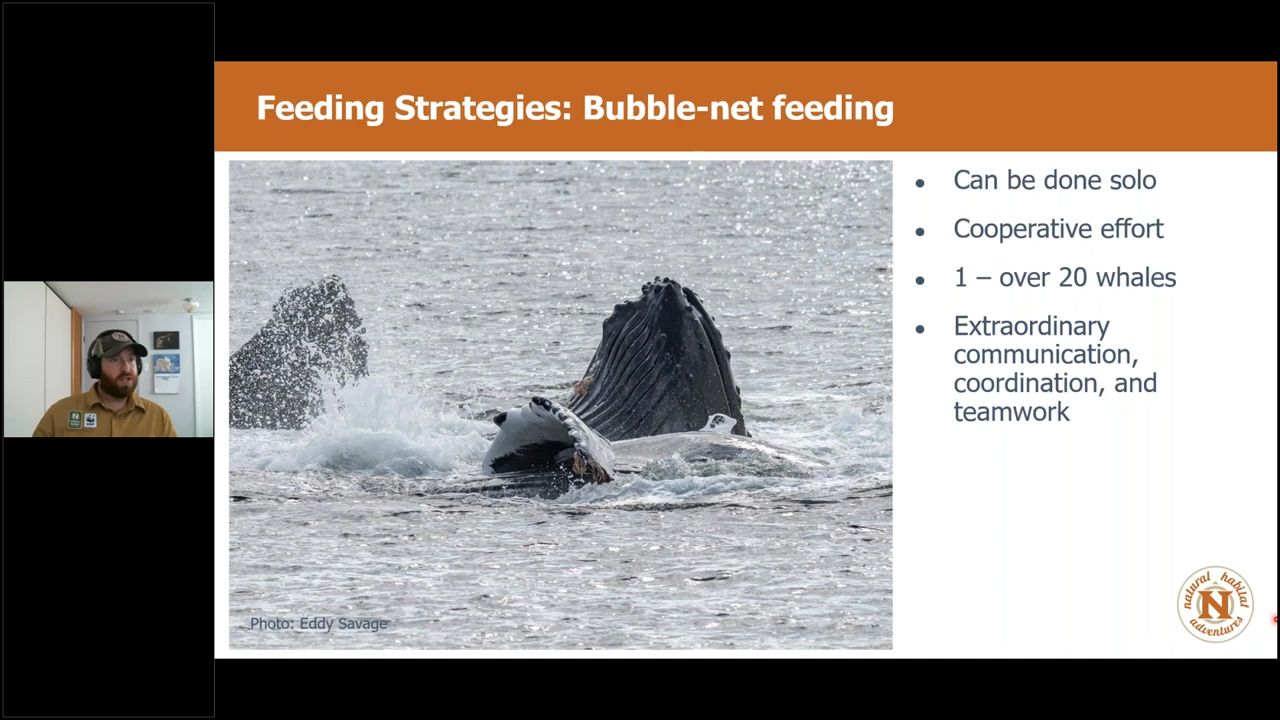 Feeding Strategies: Bubble-net feeding
• Can be done solo
• Cooperative effort
• 1 – over 20 whales
• Extraordinary
communication,
coordination, and
teamwork
Photo: Eddy Savage
natural habitat
N
adventures